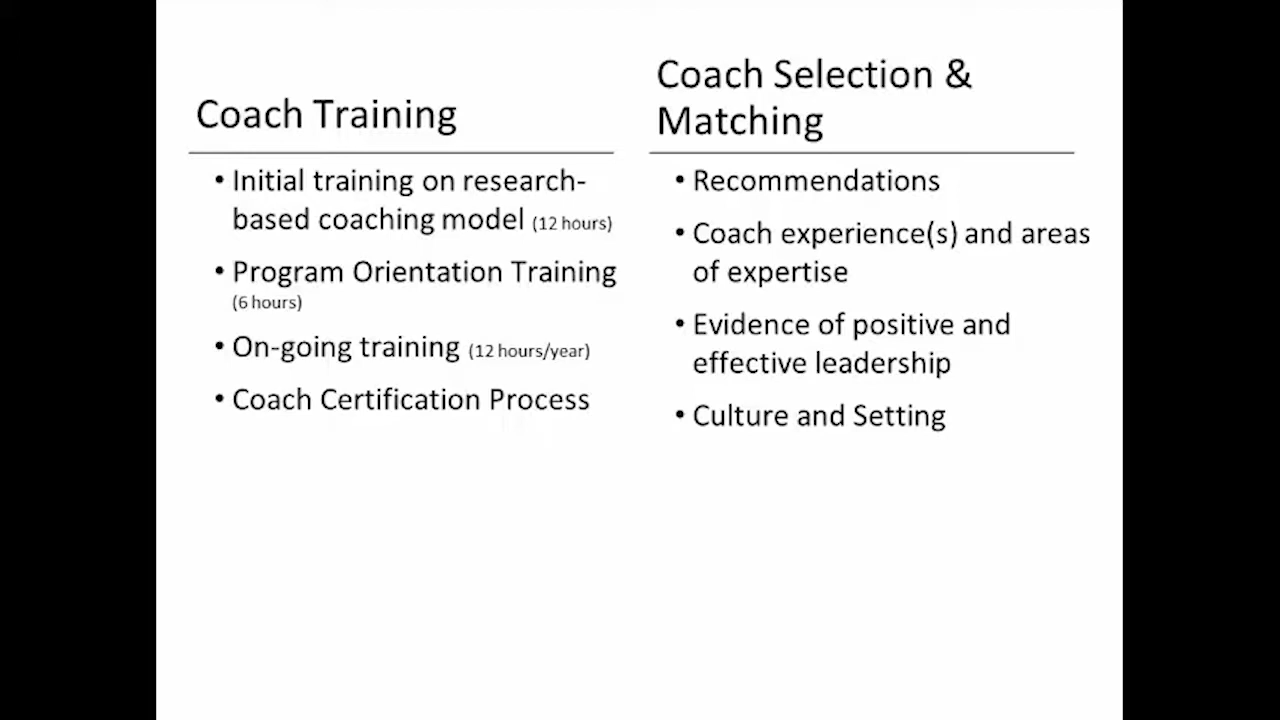 Coach Training
• Initial training on research-
based coaching model (12 hours)
• Program Orientation Training
(6 hours)
• On-going training (12 hours/year)
• Coach Certification Process
Coach Selection &
Matching
• Recommendations
• Coach experience(s) and areas
of expertise
• Evidence of positive and
effective leadership
• Culture and Setting